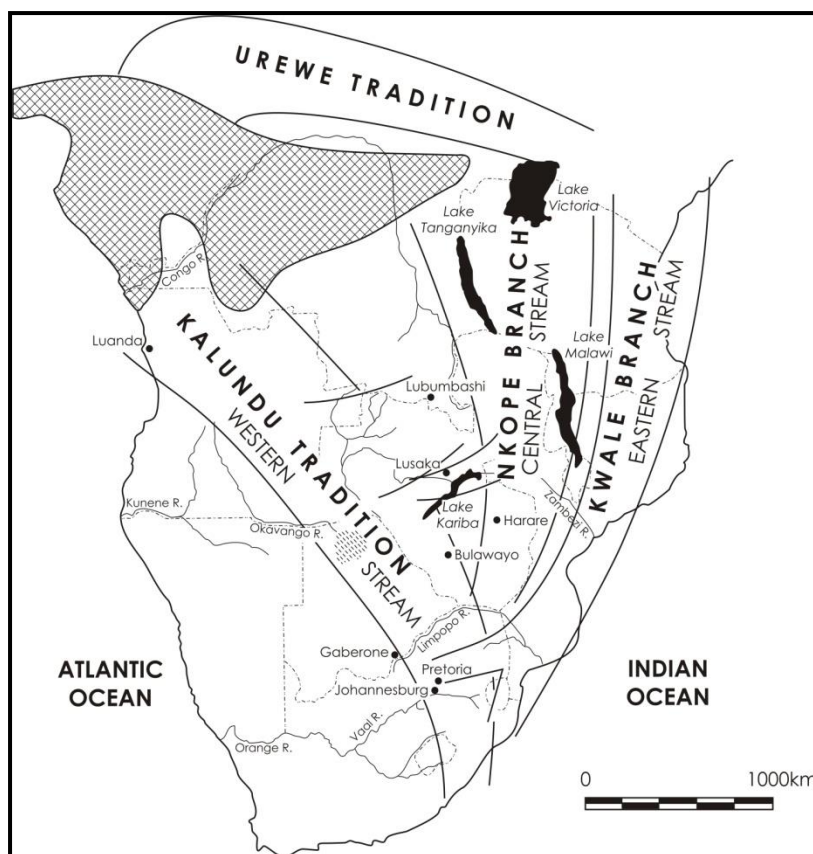 UREWE TRADITION
Lake
Victoria
Lake
Tanganyika
Congo R.
NKOPE BRANCH
CENTRAL STREAM
KWALE BRANCH
EASTERN STREAM
Luanda
KALUNDU TRADITION
WESTERN STREAM
Lake
Malawi
Lubumbashi
Lusaka
Lake
Kariba
Zambezi R.
Kunene R.
Okavango R.
Harare
Bulawayo
Limpopo R.
Gaberone
Pretoria
Johannesburg
ATLANTIC
OCEAN
INDIAN
OCEAN
Vaal R.
Orange R.
0 1000km